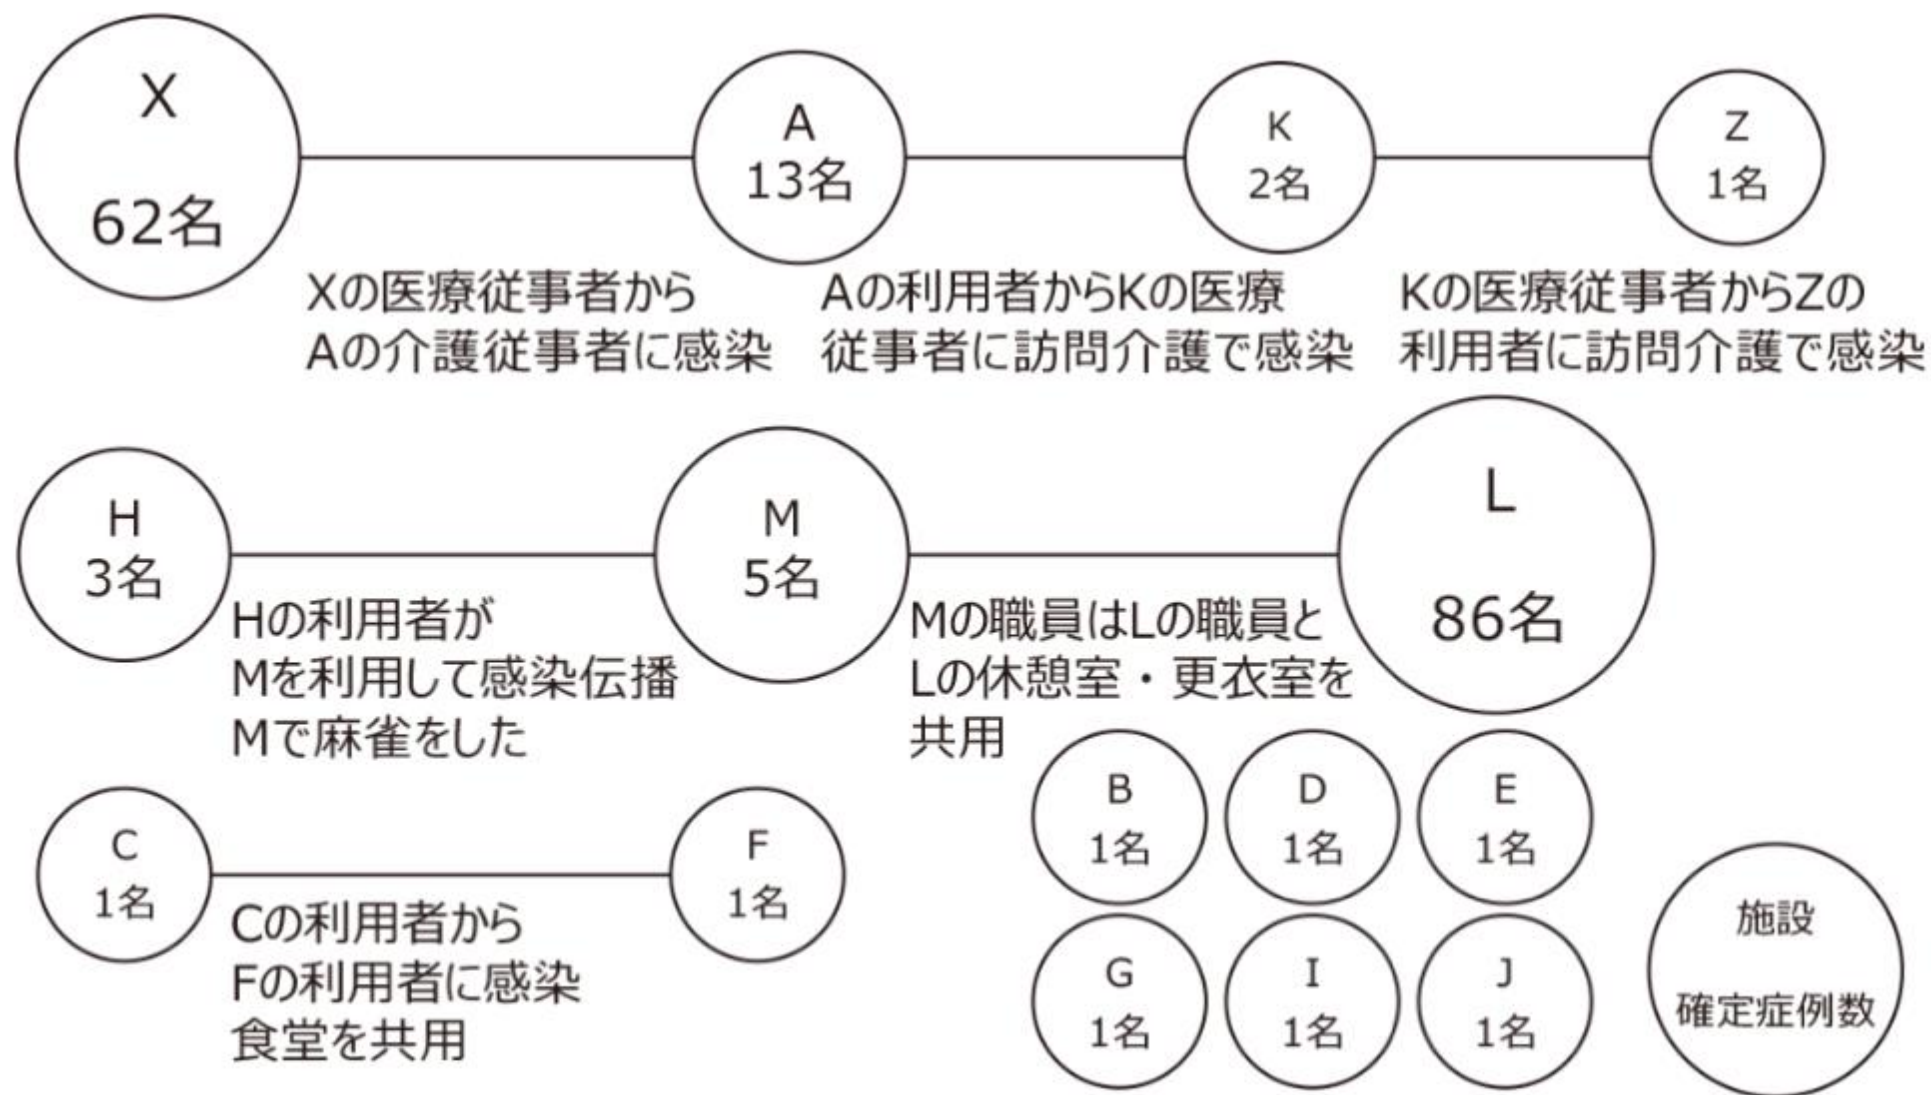 X
62名
A
13名
K
2名
Z
1名
Xの医療従事者から
Aの介護従事者に感染
Aの利用者からKの医療
従事者に訪問介護で感染
Kの医療従事者からZの
利用者に訪問介護で感染
H
3名
M
5名
L
86名
Hの利用者が
Mを利用して感染伝播
Mで麻雀をした
Mの職員はLの職員と
Lの休憩室・更衣室を
共用
C
1名
F
1名
Cの利用者から
Fの利用者に感染
食堂を共用
B
1名
D
1名
E
1名
G
1名
I
1名
J
1名
施設
確定症例数